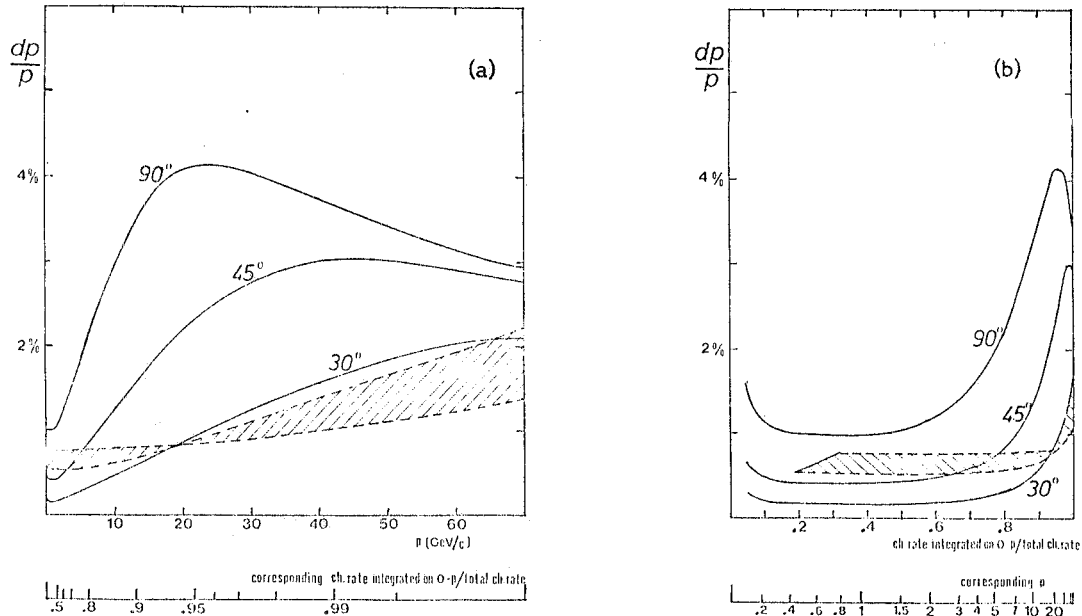 dp
p
(a)
4%
90°
45°
2%
30°
10 20 30 40 50 60
p (GeV/c)
corresponding ch.rate integrated on 0-p/total ch.rate
.5 .8 .9 .95 .99
dp
p
(b)
4%
90°
2%
45°
30°
.2 .4 .6 .8
ch rate integrated on 0-p/total ch.rate
corresponding p
.2 .4 .6 .8 1 1.5 2 3 4 5 7 10 20